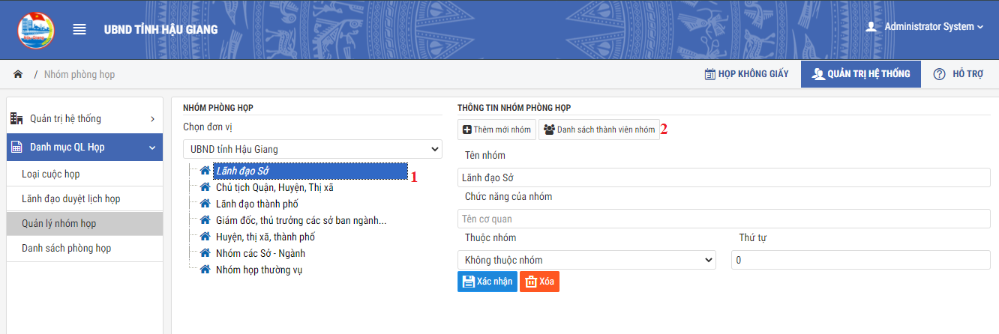 UBND TỈNH HẬU GIANG
Administrator System
/ Nhóm phòng họp
HỌP KHÔNG GIẤY
QUẢN TRỊ HỆ THỐNG
HỖ TRỢ
Quản trị hệ thống
Danh mục QL Họp
Loại cuộc họp
Lãnh đạo duyệt lịch họp
Quản lý nhóm họp
Danh sách phòng họp
NHÓM PHÒNG HỌP
Chọn đơn vị
UBND tỉnh Hậu Giang
Lãnh đạo Sở
1
Chủ tịch Quận, Huyện, Thị xã
Lãnh đạo thành phố
Giám đốc, thủ trưởng các sở ban ngành...
Huyện, thị xã, thành phố
Nhóm các Sở - Ngành
Nhóm họp thường vụ
THÔNG TIN NHÓM PHÒNG HỌP
Thêm mới nhóm
Danh sách thành viên nhóm
2
Tên nhóm
Lãnh đạo Sở
Chức năng của nhóm
Tên cơ quan
Thuộc nhóm
Thứ tự
Không thuộc nhóm
0
Xác nhận
Xóa